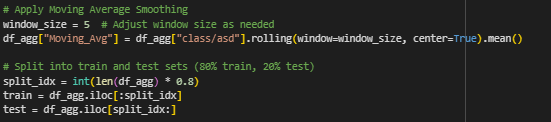 # Apply Moving Average Smoothing
window_size = 5  # Adjust window size as needed
df_agg["Moving_Avg"] = df_agg["class/asd"].rolling(window=window_size, center=True).mean()

# Split into train and test sets (80% train, 20% test)
split_idx = int(len(df_agg) * 0.8)
train = df_agg.iloc[:split_idx]
test = df_agg.iloc[split_idx:]